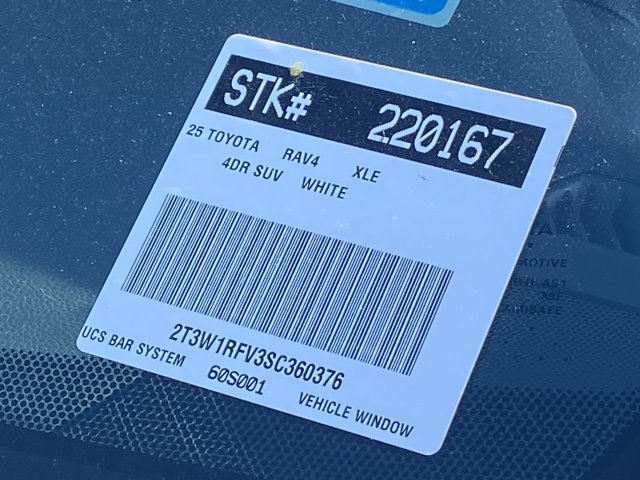 STK# 220167
25 TOYOTA RAV4 XLE
4DR SUV WHITE
2T3W1RFV3SC360376
UCS BAR SYSTEM 60S001 VEHICLE WINDOW